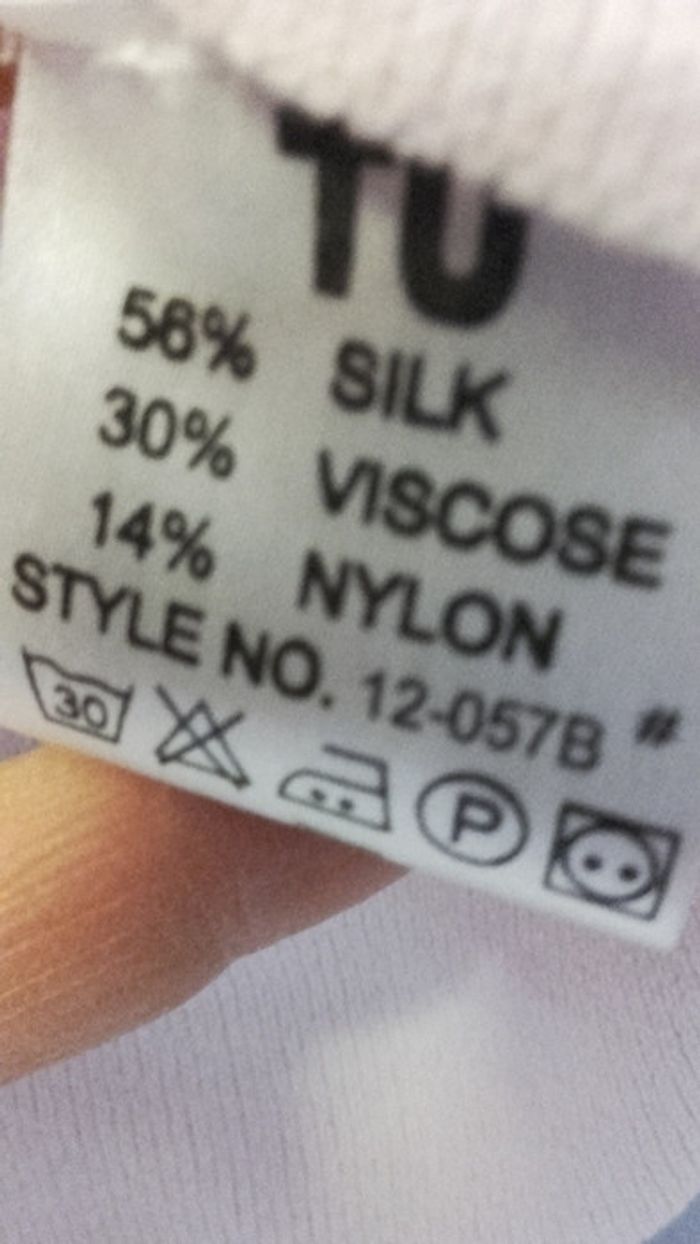 TU
56% SILK
30% VISCOSE
14% NYLON
STYLE NO. 12-057B #
30 P